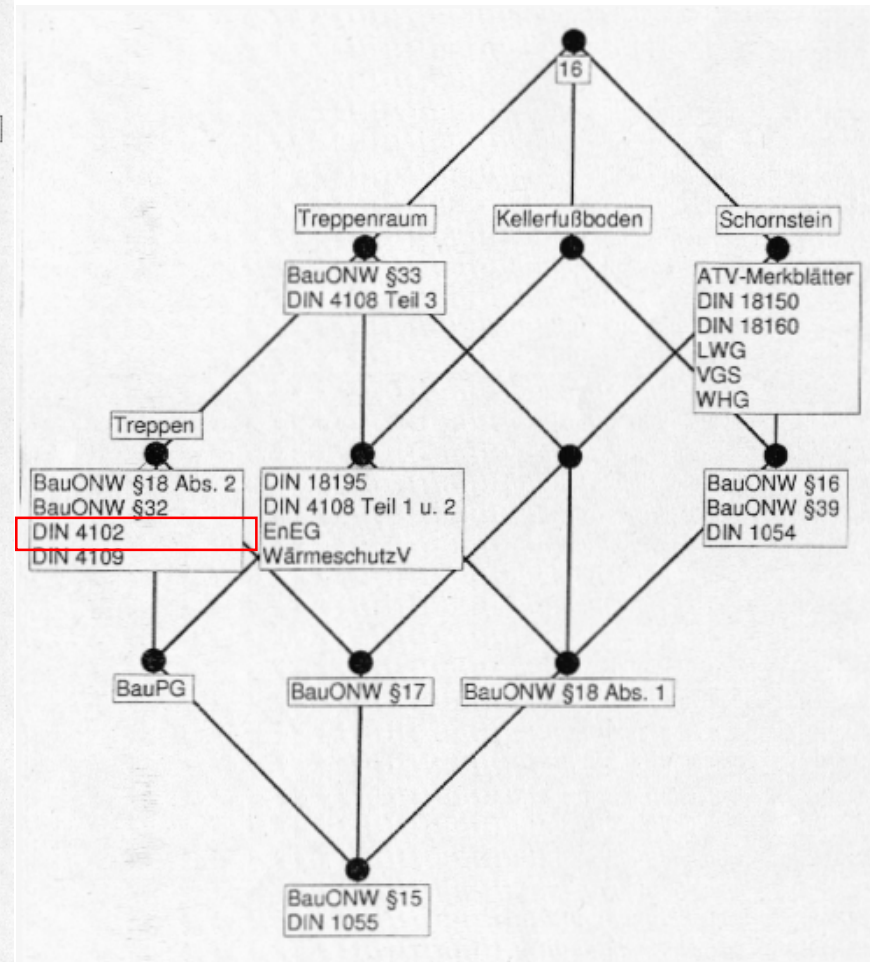 16
Treppenraum
Kellerfußboden
Schornstein
BauONW §33
DIN 4108 Teil 3
ATV-Merkblätter
DIN 18150
DIN 18160
LWG
VGS
WHG
Treppen
BauONW §18 Abs. 2
BauONW §32
DIN 4102
DIN 4109
DIN 18195
DIN 4108 Teil 1 u. 2
EnEG
WärmeschutzV
BauONW §16
BauONW §39
DIN 1054
BauPG
BauONW §17
BauONW §18 Abs. 1
BauONW §15
DIN 1055